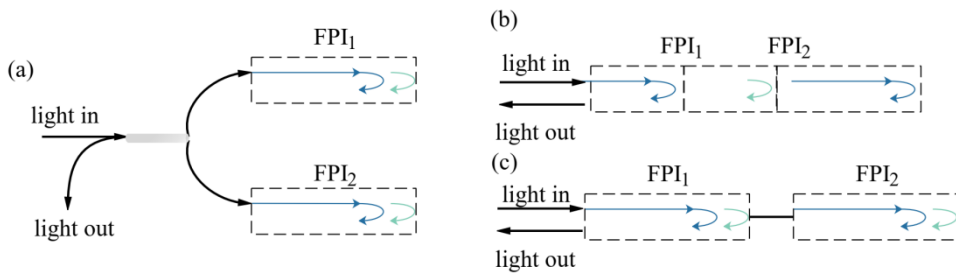 (a)
FPI₁
light in
FPI₂
light out
(b)
FPI₁
FPI₂
light in
light out
(c)
FPI₁
FPI₂
light in
light out